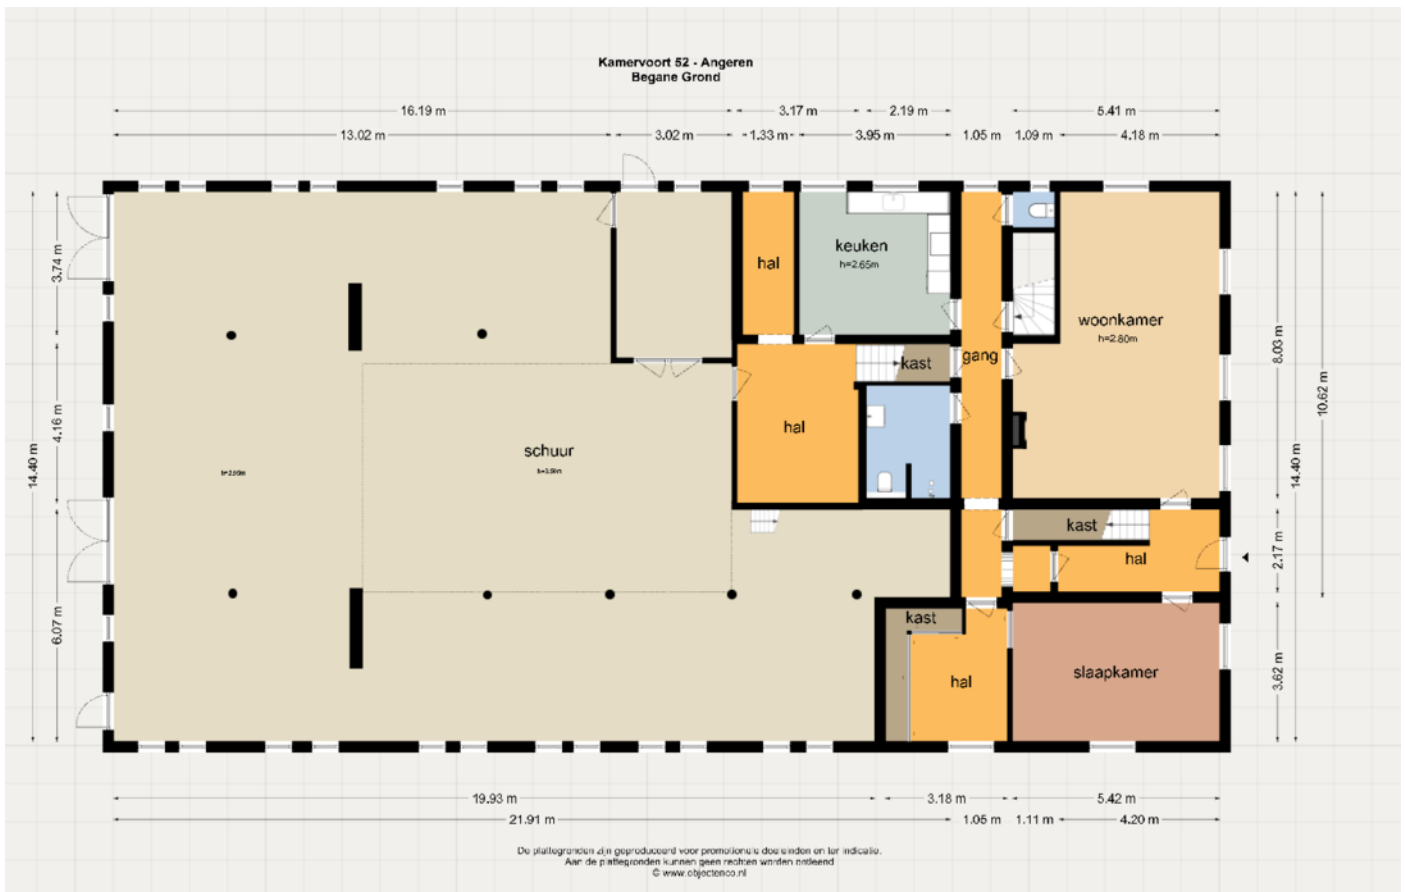 Kamervoort 52 - Angeren
Begane Grond
16.19 m
3.17 m
2.19 m
5.41 m
13.02 m
3.02 m
1.33 m
3.95 m
1.05 m
1.09 m
4.18 m
keuken
h=2.65m
hal
3.74 m
woonkamer
h=2.80m
8.03 m
gang
kast
10.62 m
4.16 m
hal
schuur
14.40 m
14.40 m
kast
hal
2.17 m
6.07 m
kast
hal
slaapkamer
3.62 m
19.93 m
3.18 m
5.42 m
21.91 m
1.05 m
1.11 m
4.20 m
De plattegronden zijn geproduceerd voor promotionele doeleinden en ter indicatie.
Aan de plattegronden kunnen geen rechten worden ontleend
© www.objectenco.nl